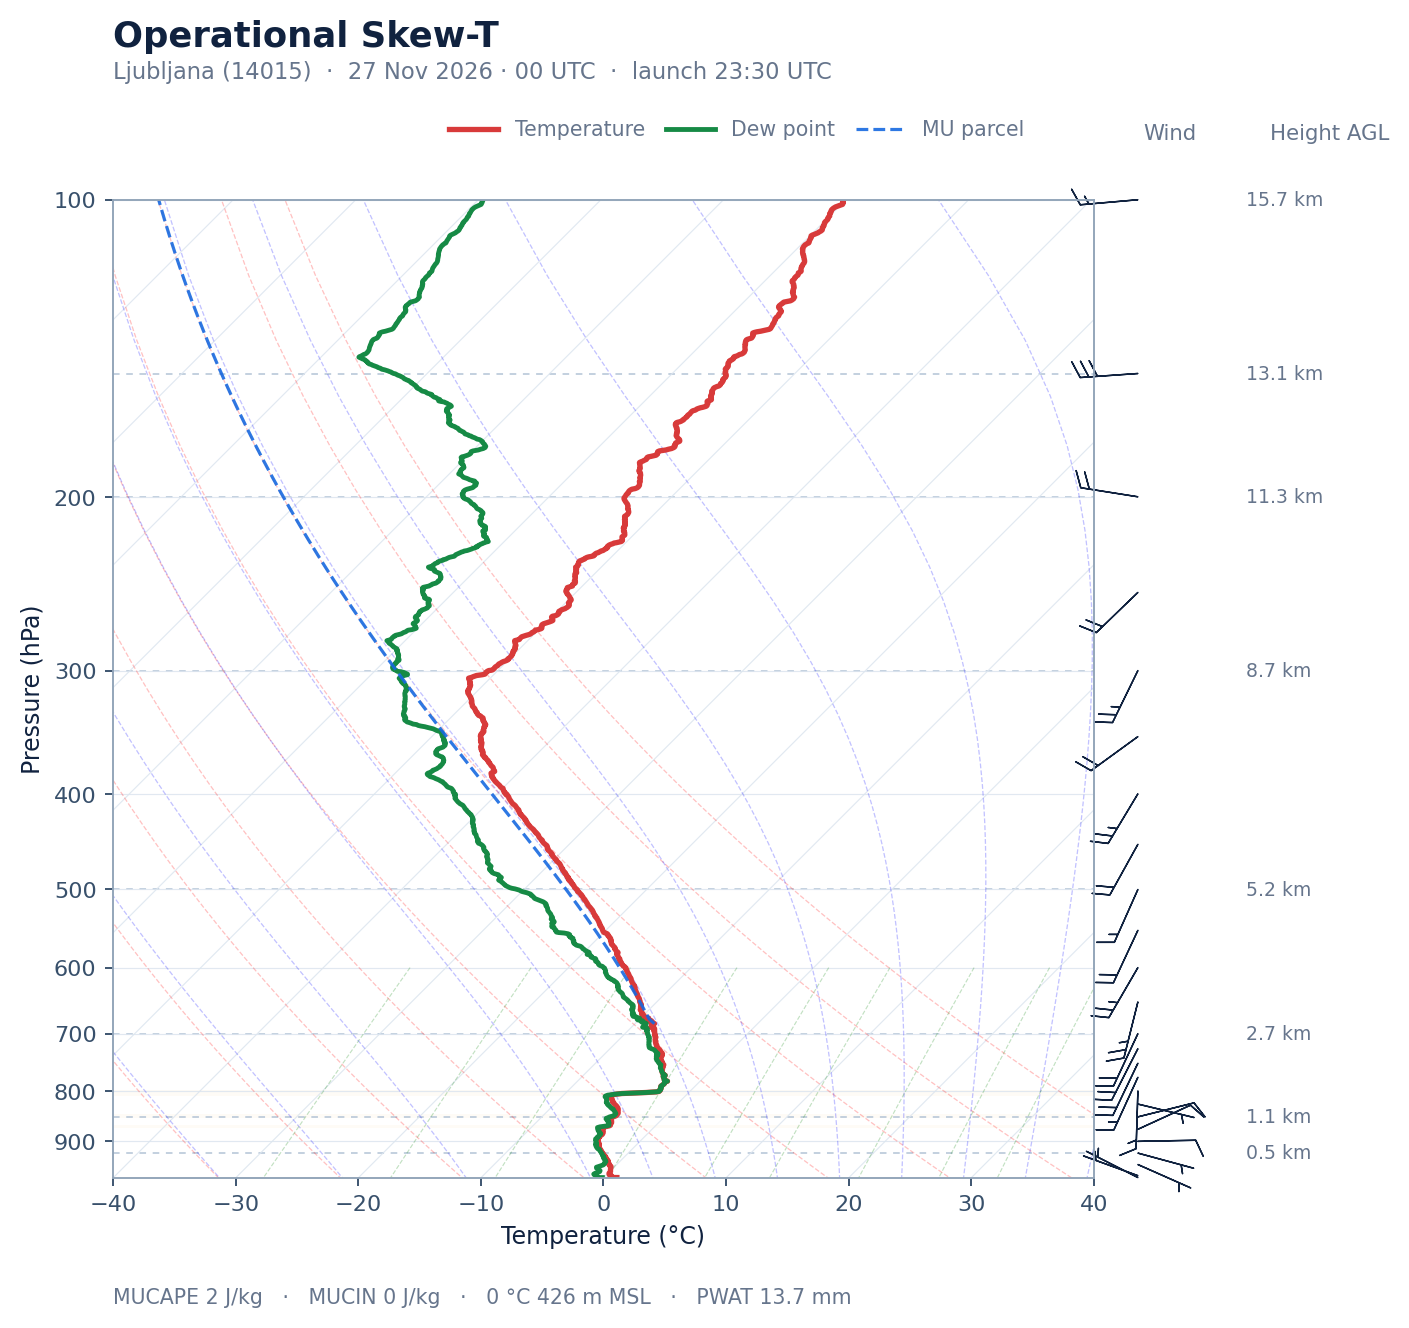 Operational Skew-T
Ljubljana (14015) · 27 Nov 2026 · 00 UTC · launch 23:30 UTC
Temperature Dew point MU parcel Wind Height AGL
100 15.7 km
13.1 km
200 11.3 km
300 8.7 km
400
500 5.2 km
600
700 2.7 km
800
1.1 km
900
0.5 km
Pressure (hPa)
−40 −30 −20 −10 0 10 20 30 40
Temperature (°C)
MUCAPE 2 J/kg · MUCIN 0 J/kg · 0 °C 426 m MSL · PWAT 13.7 mm